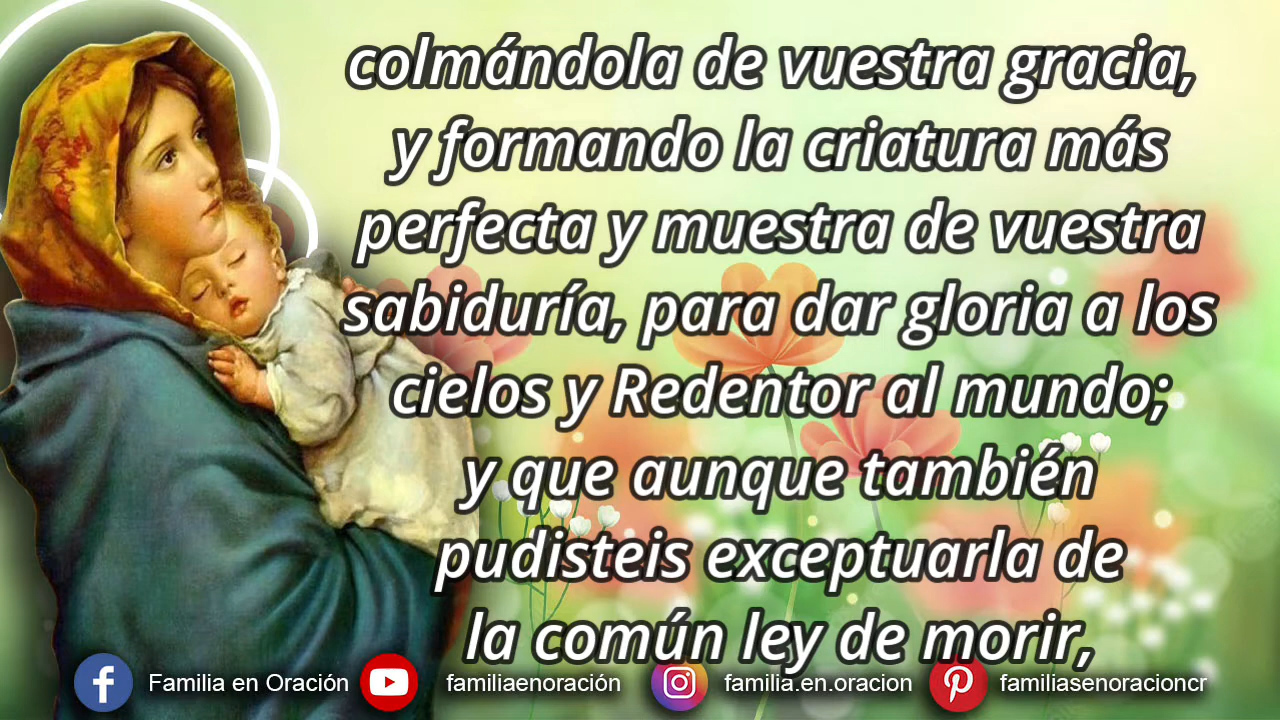 colmándola de vuestra gracia,
y formando la criatura más
perfecta y muestra de vuestra
sabiduría, para dar gloria a los
cielos y Redentor al mundo;
y que aunque también
pudisteis exceptuarla de
la común ley de morir,
Familia en Oración familiaenoración familia.en.oracion familiasenoracioncr